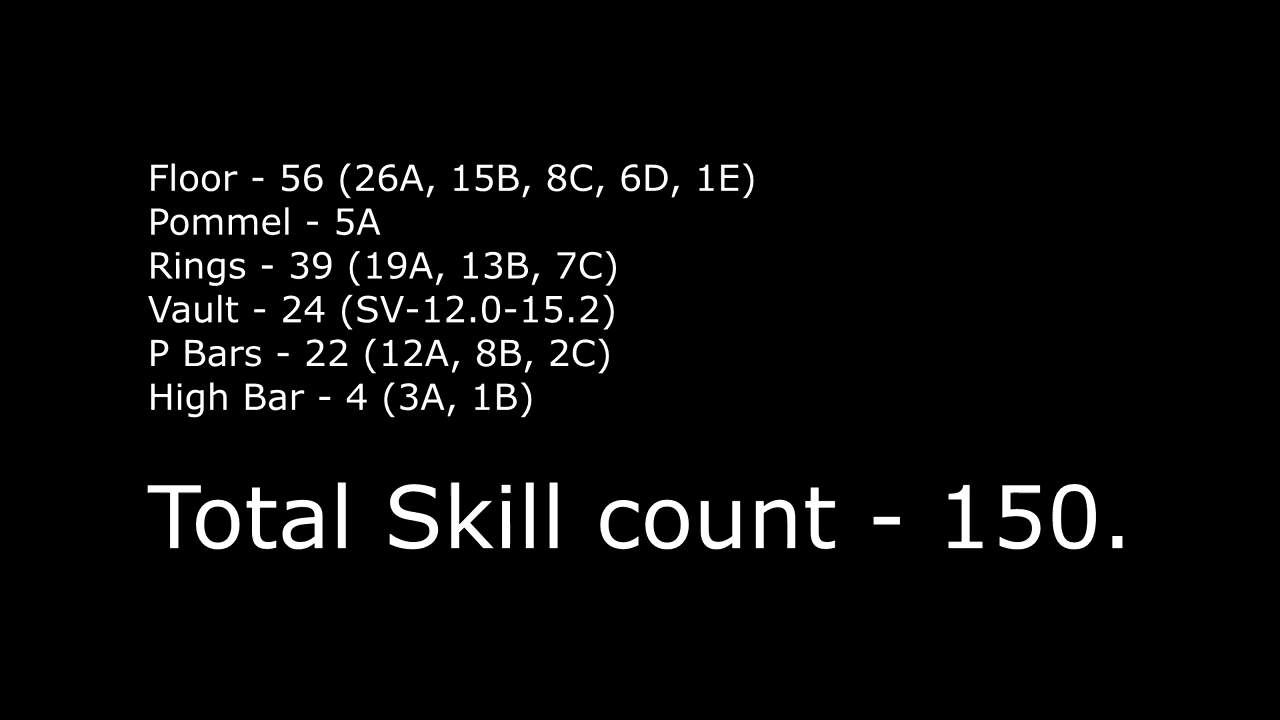 Floor - 56 (26A, 15B, 8C, 6D, 1E)
Pommel - 5A
Rings - 39 (19A, 13B, 7C)
Vault - 24 (SV-12.0-15.2)
P Bars - 22 (12A, 8B, 2C)
High Bar - 4 (3A, 1B)
Total Skill count - 150.